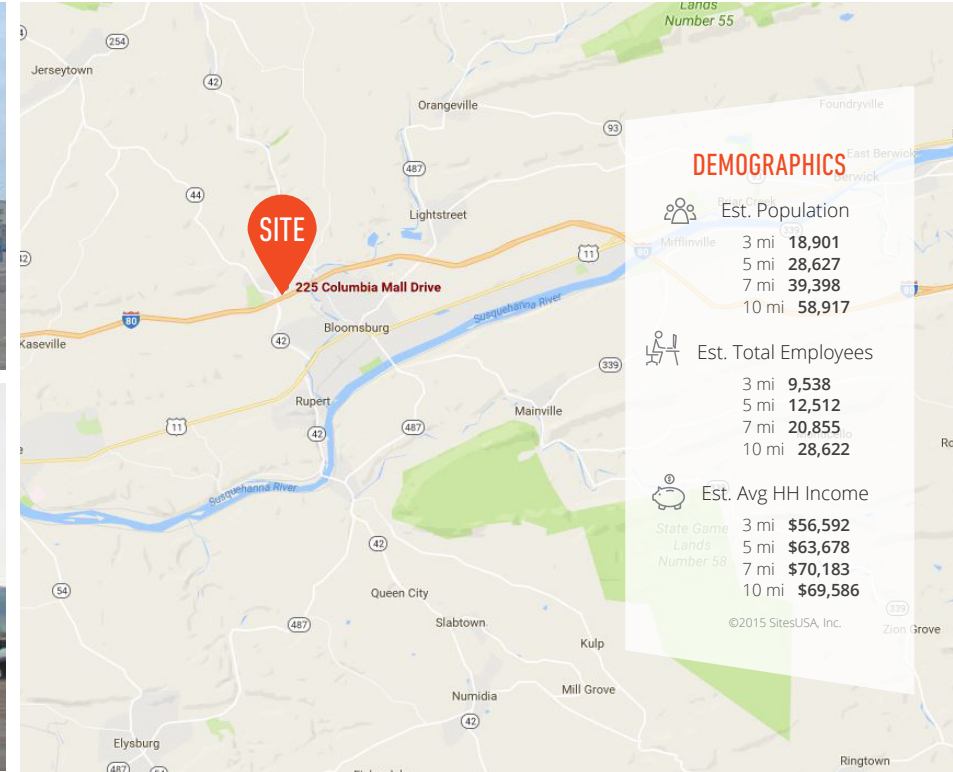 Lands
Number 55
254
Jerseytown
42
Orangeville
Foundryville
93
487
East Berwick
Berwick
44
Lightstreet
SITE
Mifflinville
339
11
80
225 Columbia Mall Drive
81
80
Bloomsburg
Susquehanna River
Kaseville
42
339
Rupert
Mainville
11
42
487
Susquehanna River
State Game
Lands
Number 58
42
54
Queen City
339
Slabtown
487
Zion Grove
Kulp
Mill Grove
Numidia
42
Elysburg
Ringtown
487
54
DEMOGRAPHICS
Est. Population
3 mi 18,901
5 mi 28,627
7 mi 39,398
10 mi 58,917
Est. Total Employees
3 mi 9,538
5 mi 12,512
7 mi 20,855
10 mi 28,622
Est. Avg HH Income
3 mi $56,592
5 mi $63,678
7 mi $70,183
10 mi $69,586
©2015 SitesUSA, Inc.